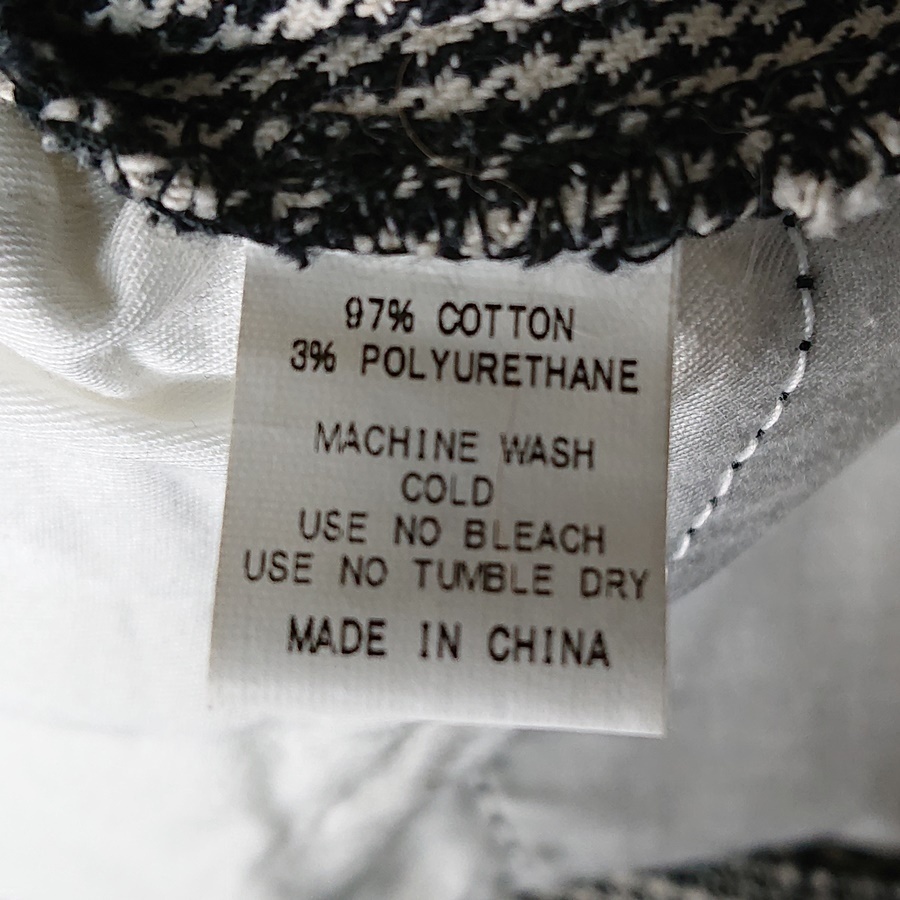 97% COTTON
3% POLYURETHANE
MACHINE WASH
COLD
USE NO BLEACH
USE NO TUMBLE DRY
MADE IN CHINA